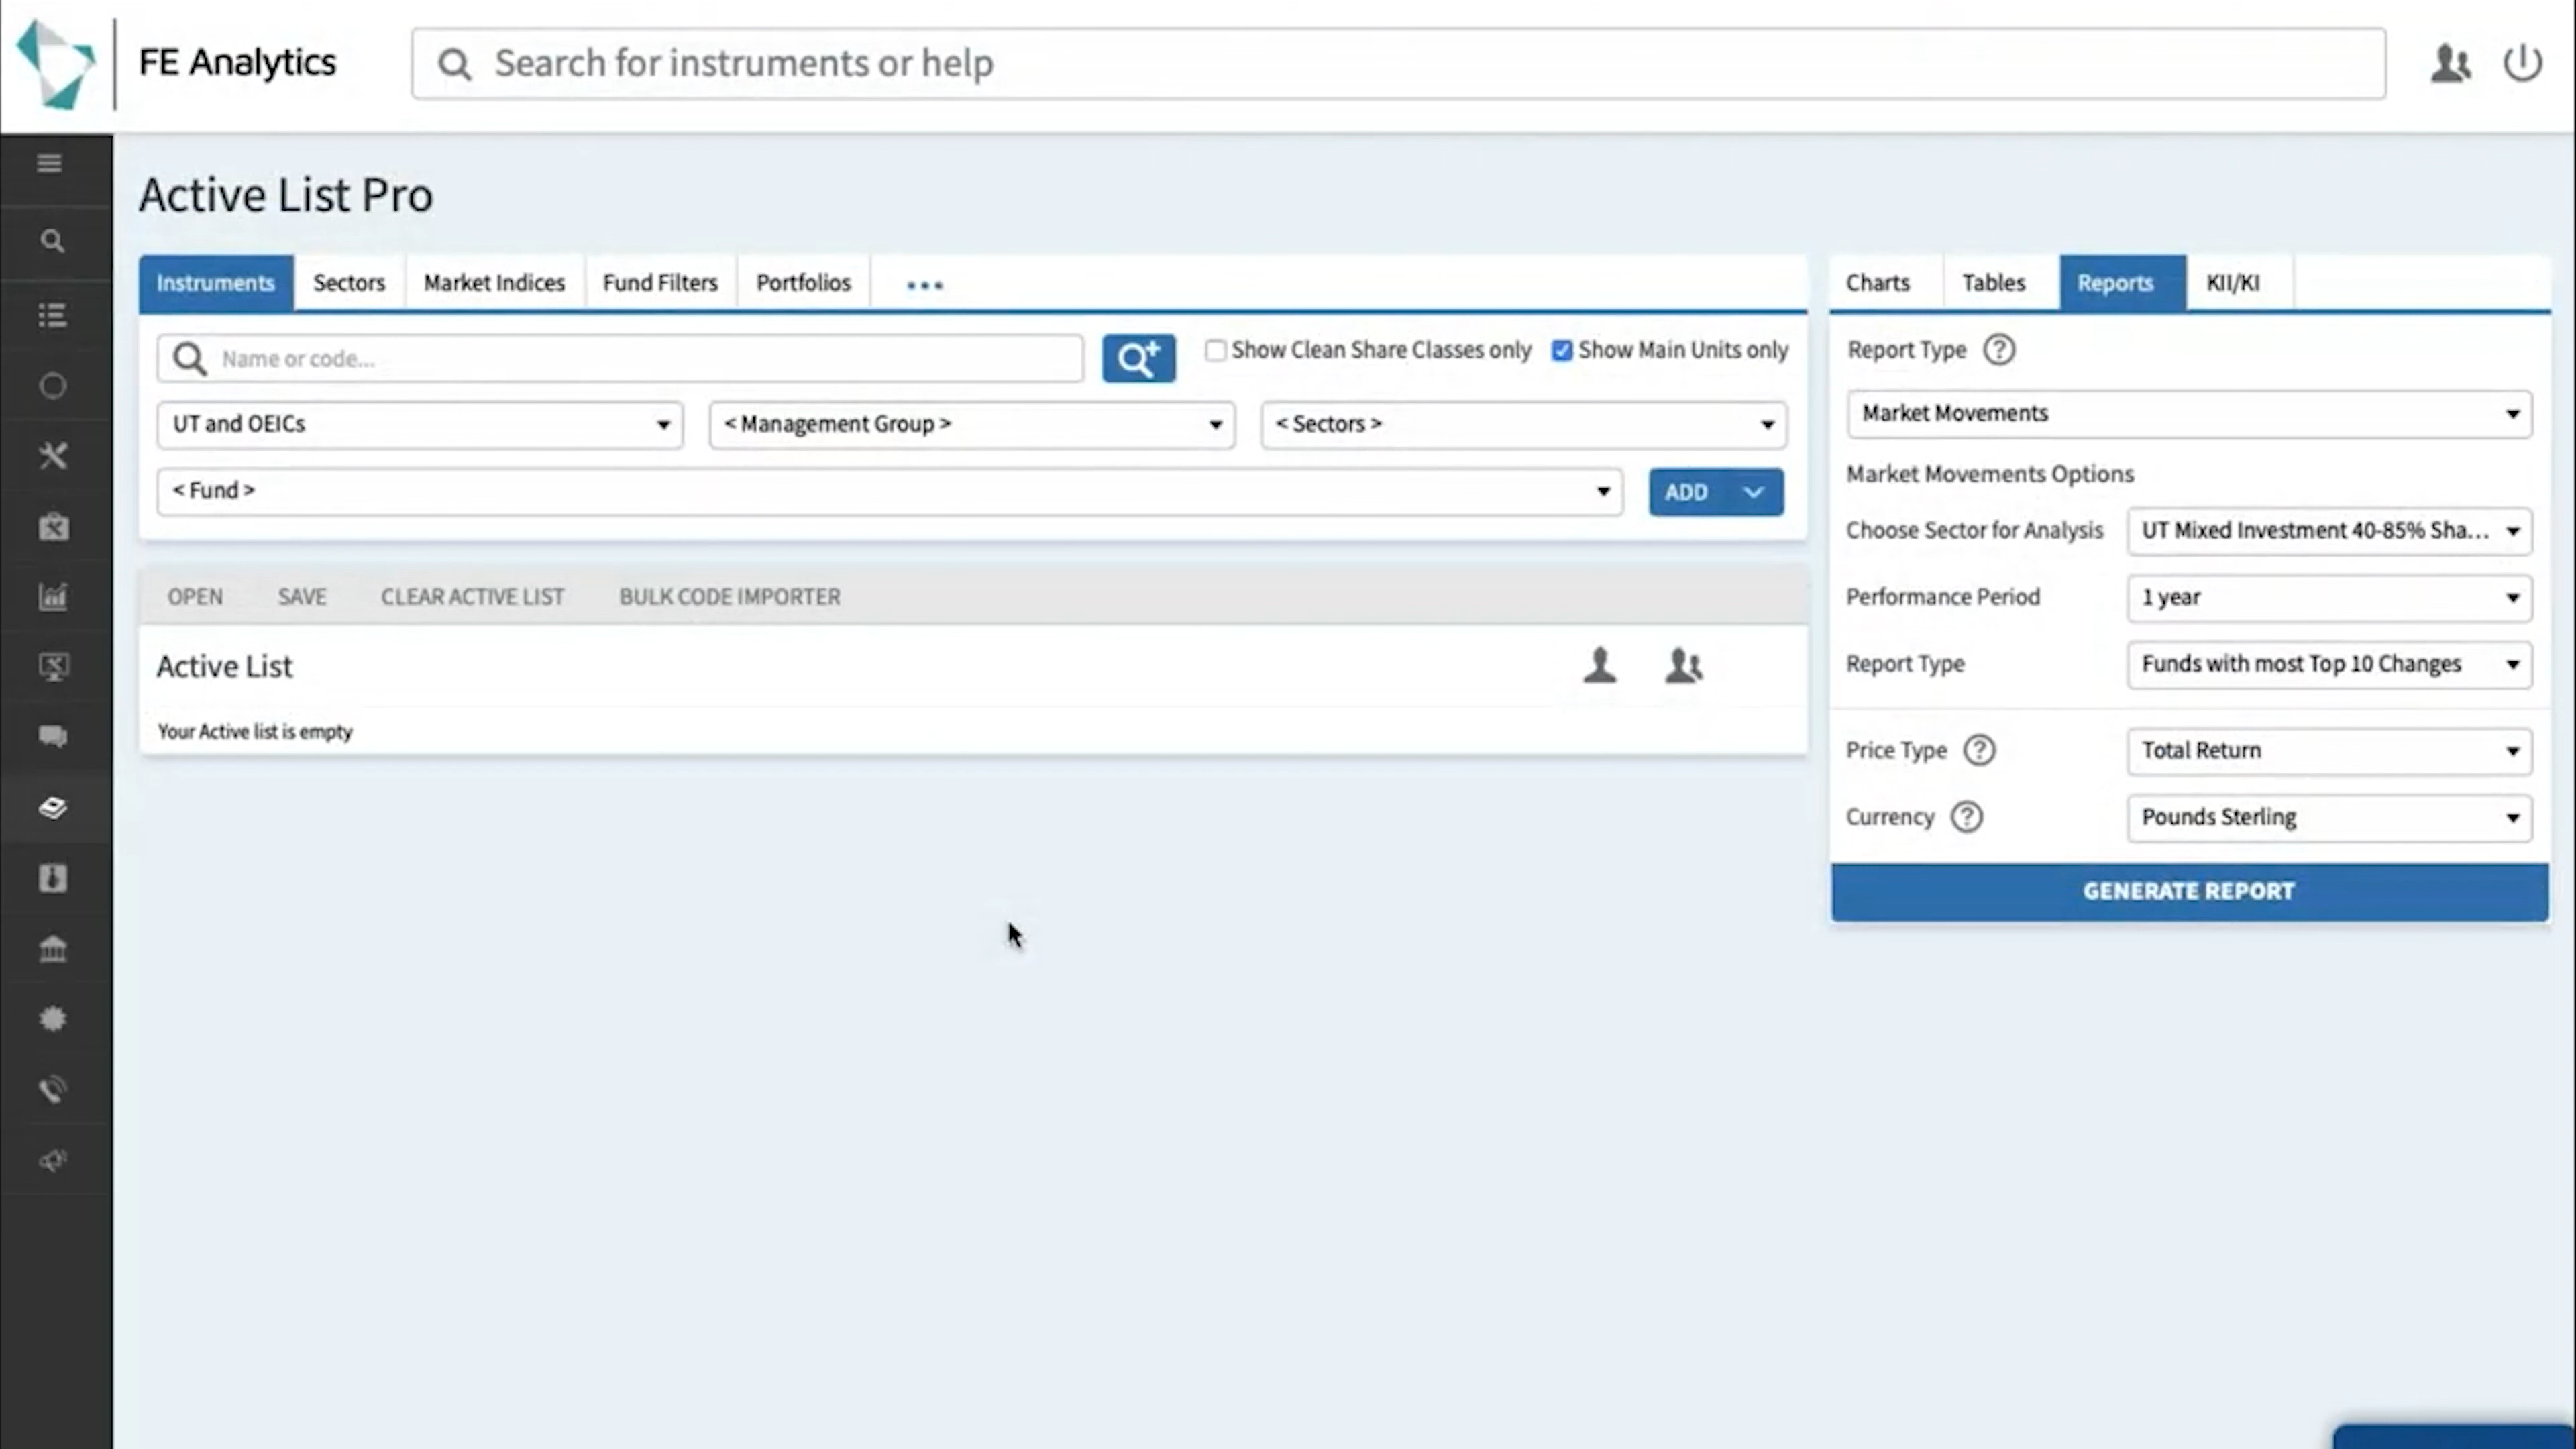 FE Analytics
Search for instruments or help
Active List Pro
Instruments Sectors Market Indices Fund Filters Portfolios
Name or code...
Show Clean Share Classes only Show Main Units only
UT and OEICs < Management Group > < Sectors >
< Fund > ADD
OPEN SAVE CLEAR ACTIVE LIST BULK CODE IMPORTER
Active List
Your Active list is empty
Charts Tables Reports KII/KI
Report Type ?
Market Movements
Market Movements Options
Choose Sector for Analysis UT Mixed Investment 40-85% Sha...
Performance Period 1 year
Report Type Funds with most Top 10 Changes
Price Type ? Total Return
Currency ? Pounds Sterling
GENERATE REPORT